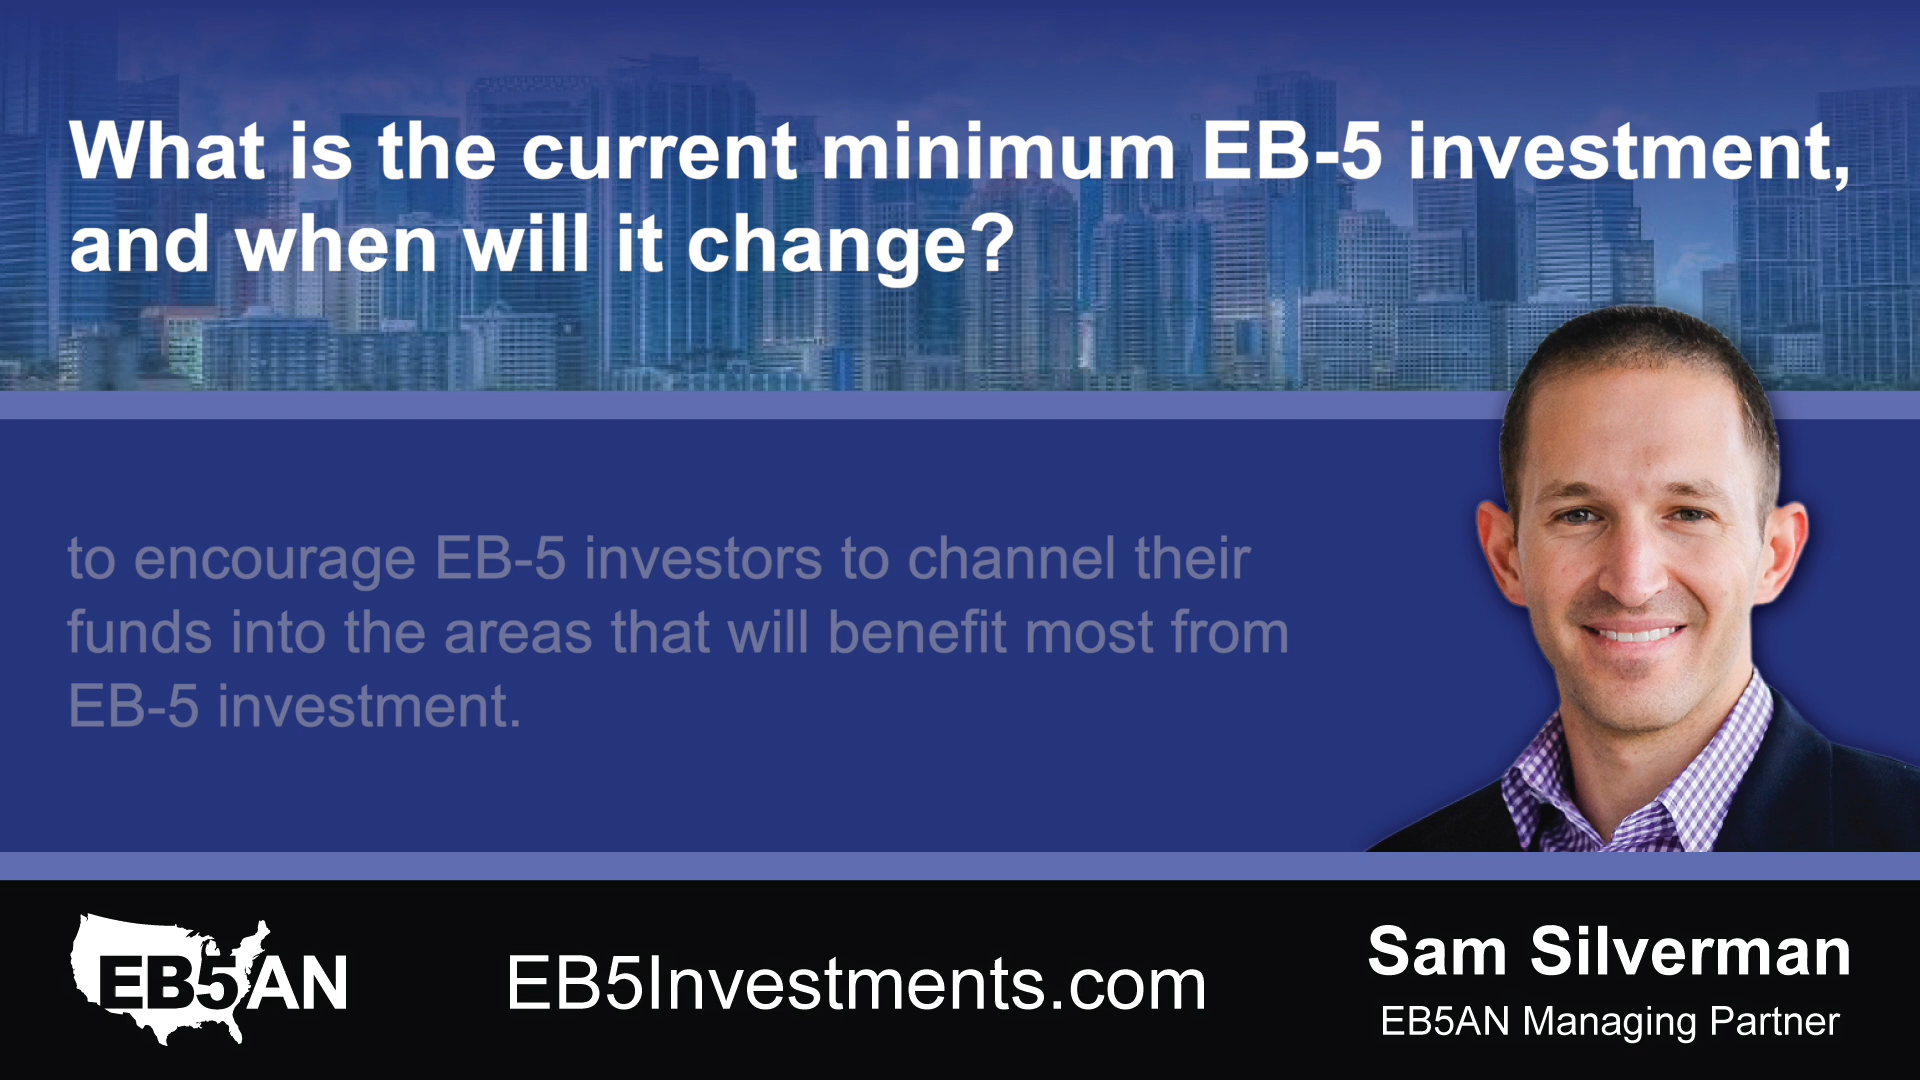 What is the current minimum EB-5 investment,
and when will it change?
to encourage EB-5 investors to channel their
funds into the areas that will benefit most from
EB-5 investment.
EB5AN
EB5Investments.com
Sam Silverman
EB5AN Managing Partner